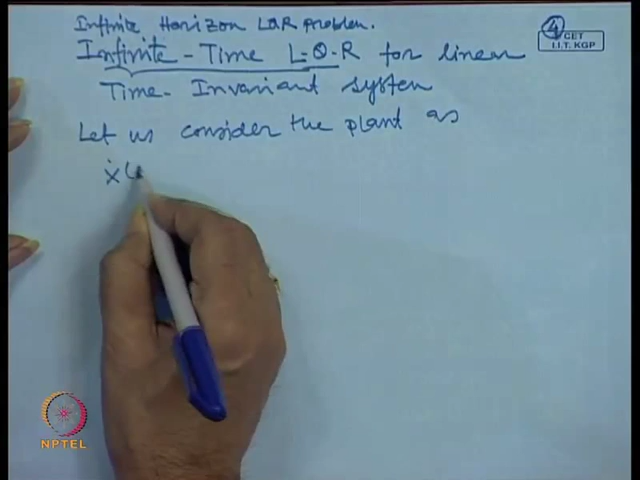 Infinite Horizon LQR Problem.
Infinite-Time L.Q.R for linear
Time-Invariant system
Let us consider the plant as
ẋ(
4
CET
I.I.T. KGP
NPTEL